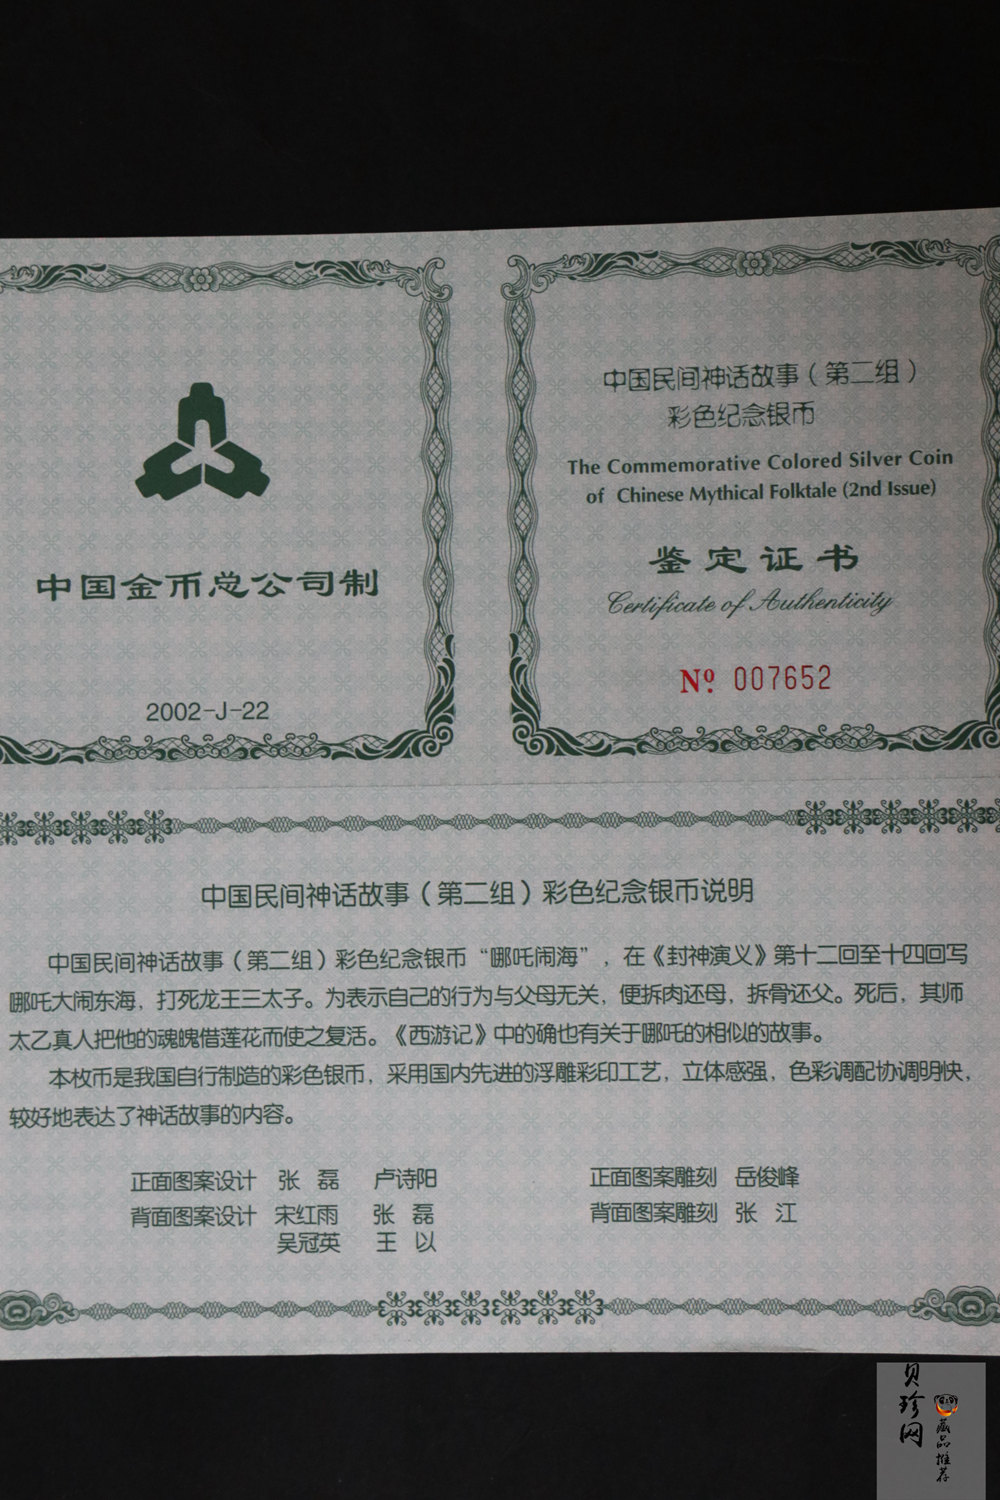 中国金币总公司制
2002-J-22
中国民间神话故事（第二组）
彩色纪念银币
The Commemorative Colored Silver Coin
of Chinese Mythical Folktale (2nd Issue)
鉴定证书
Certificate of Authenticity
Nº 007652
中国民间神话故事（第二组）彩色纪念银币说明
中国民间神话故事（第二组）彩色纪念银币“哪吒闹海”，在《封神演义》第十二回至十四回写
哪吒大闹东海，打死龙王三太子。为表示自己的行为与父母无关，便拆肉还母，拆骨还父。死后，其师
太乙真人把他的魂魄借莲花而使之复活。《西游记》中的确也有关于哪吒的相似的故事。
本枚币是我国自行制造的彩色银币，采用国内先进的浮雕彩印工艺，立体感强，色彩调配协调明快，
较好地表达了神话故事的内容。
正面图案设计 张 磊 卢诗阳 正面图案雕刻 岳俊峰
背面图案设计 宋红雨 张 磊 背面图案雕刻 张 江
吴冠英 王 以
贝珍网
藏品推荐